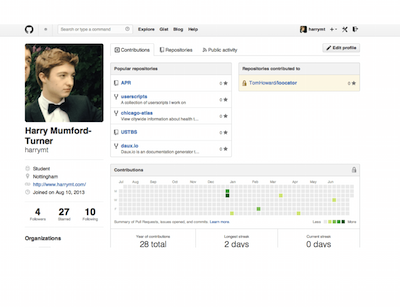 Search or type a command
Explore Gist Blog Help
harrymt
Contributions
Repositories
Public activity
Edit profile
Harry Mumford-Turner
harrymt
Student
Nottingham
http://www.harrymt.com/
Joined on Aug 10, 2013
4 Followers
27 Starred
10 Following
Organizations
Popular repositories
APR
userscripts
A collection of userscripts I work on
chicago-atlas
View citywide information about health t...
USTBS
daux.io
Daux.io is an documentation generator t...
Repositories contributed to
TomHoward/
Contributions
Jul Aug Sep Oct Nov Dec Jan Feb Mar Apr May Jun
Summary of Pull Requests, issues opened, and commits. Learn more
Less More
Year of contributions
28 total
Longest streak
2 days
Current streak
0 days